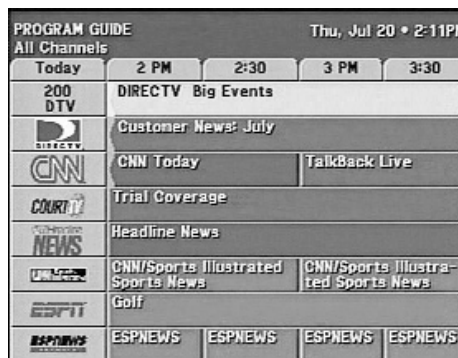 PROGRAM GUIDE Thu, Jul 20 • 2:11P
All Channels
Today 2 PM 2:30 3 PM 3:30
200 DIRECTV Big Events
DTV
DIRECTV Customer News: July
CNN CNN Today TalkBack Live
COURT TV Trial Coverage
NEWS Headline News
CNN/Sports Illustrated CNN/Sports Illustra-
Sports News ted Sports News
ESPN Golf
ESPNEWS ESPNEWS ESPNEWS ESPNEWS ESPNEWS